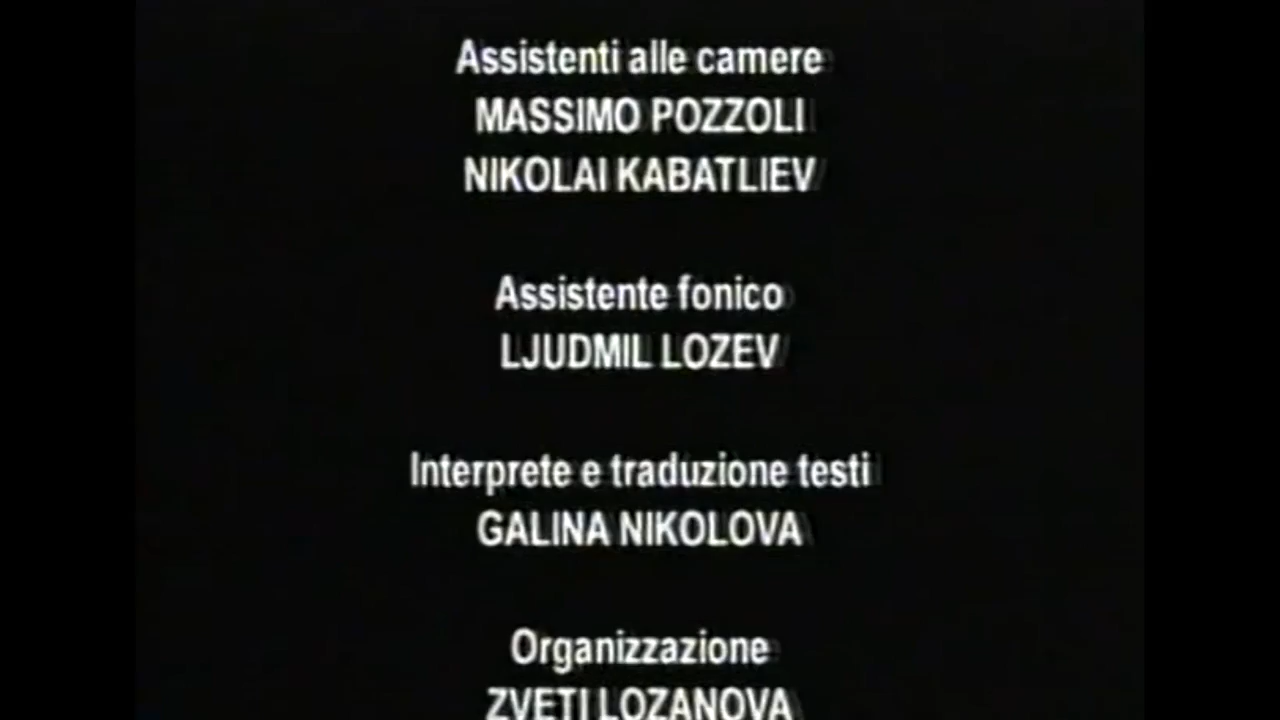 Assistenti alle camere
MASSIMO POZZOLI
NIKOLAI KABATLIEV
Assistente fonico
LJUDMIL LOZEV
Interprete e traduzione testi
GALINA NIKOLOVA
Organizzazione
ZVETI LOZANOVA